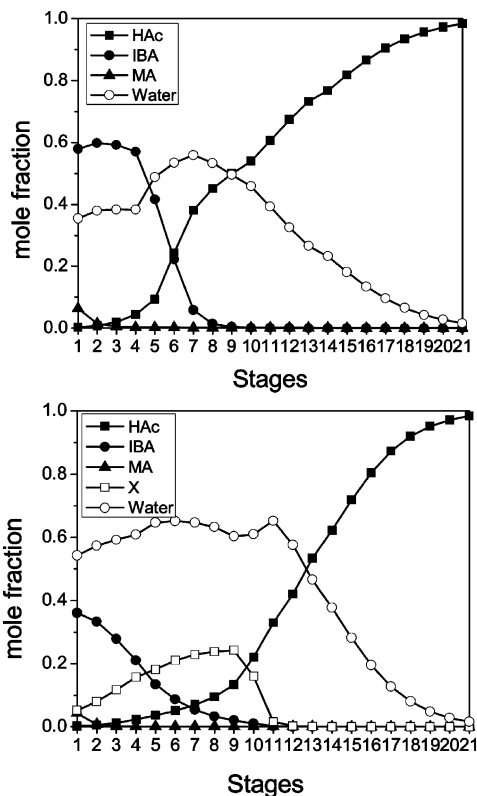 1.0
HAc
IBA
MA
Water
0.8
0.6
0.4
0.2
0.0
mole fraction
1 2 3 4 5 6 7 8 9 10 11 12 13 14 15 16 17 18 19 20 21
Stages
1.0
HAc
IBA
MA
X
Water
0.8
0.6
0.4
0.2
0.0
mole fraction
1 2 3 4 5 6 7 8 9 10 11 12 13 14 15 16 17 18 19 20 21
Stages